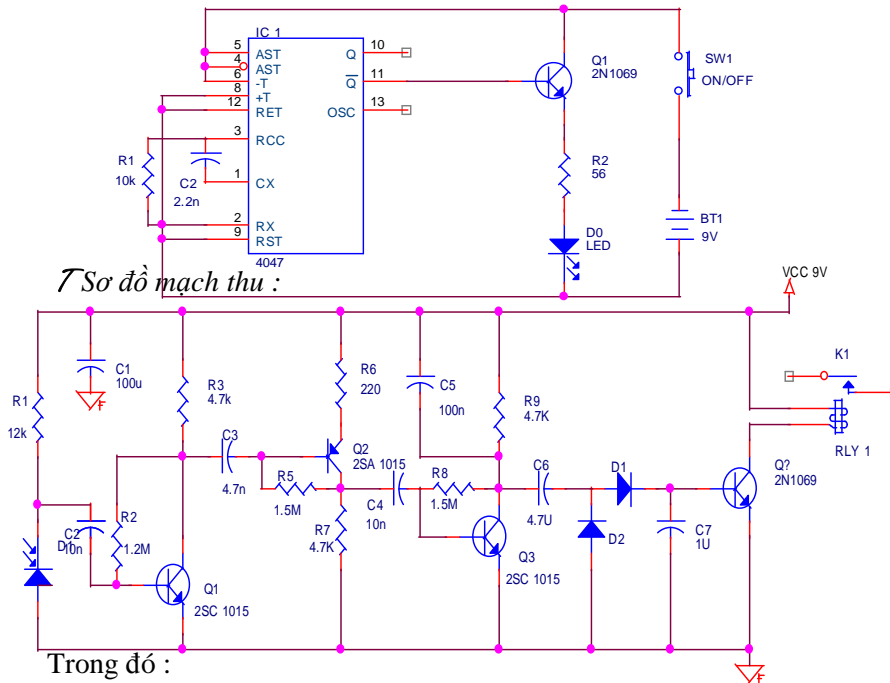 IC 1
5 AST Q 10
4 AST
6 -T Q 11
8 +T
12 RET OSC 13
3 RCC
1 CX
2 RX
9 RST
4047
R1
10k
C2
2.2n
Q1
2N1069
SW1
ON/OFF
R2
56
D0
LED
BT1
9V
Sơ đồ mạch thu :
VCC 9V
C1
100u
R1
12k
R3
4.7k
R6
220
C5
100n
R9
4.7K
K1
RLY 1
C3
4.7n
Q2
2SA 1015
R5
1.5M
C4
10n
R8
1.5M
C6
4.7U
D1
Q?
2N1069
C2
10n
D1
R2
1.2M
R7
4.7K
D2
C7
1U
Q1
2SC 1015
Q3
2SC 1015
F
F
Trong đó :